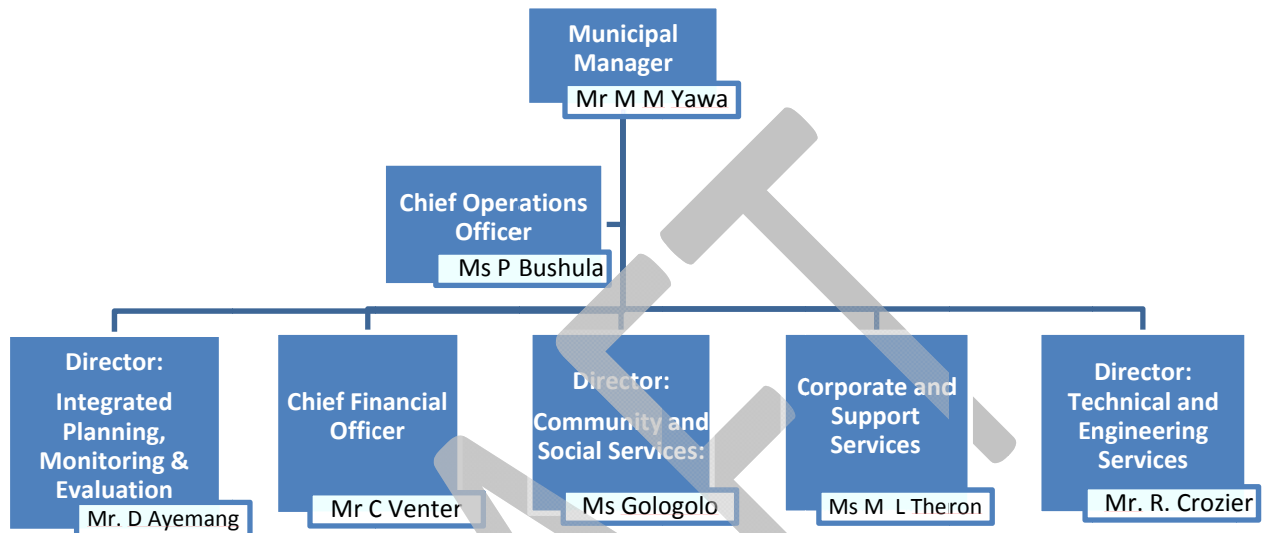 Municipal
Manager
Mr M M Yawa
Chief Operations
Officer
Ms P Bushula
Director:
Integrated
Planning,
Monitoring &
Evaluation
Mr. D Ayemang
Chief Financial
Officer
Mr C Venter
Director:
Community and
Social Services:
Ms Gologolo
Corporate and
Support
Services
Ms M L Theron
Director:
Technical and
Engineering
Services
Mr. R. Crozier